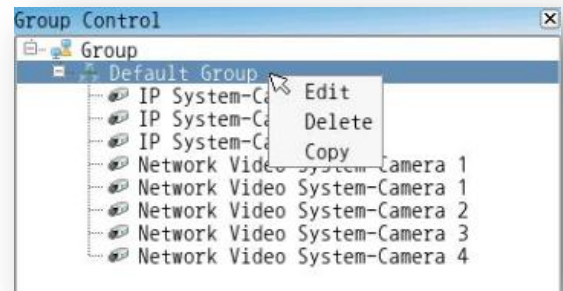 Group Control
Group
Default Group
Edit
IP System-Ca
Delete
IP System-Ca
Copy
IP System-Ca
Network Video System-Camera 1
Network Video System-Camera 1
Network Video System-Camera 2
Network Video System-Camera 3
Network Video System-Camera 4